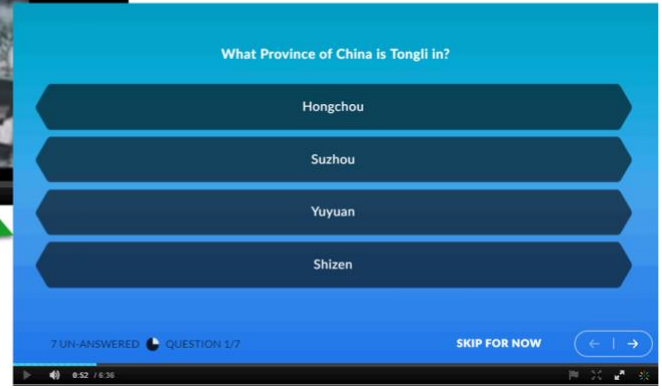 What Province of China is Tongli in?
Hongchou
Suzhou
Yuyuan
Shizen
7 UN-ANSWERED QUESTION 1/7 SKIP FOR NOW
0:52 / 6:36